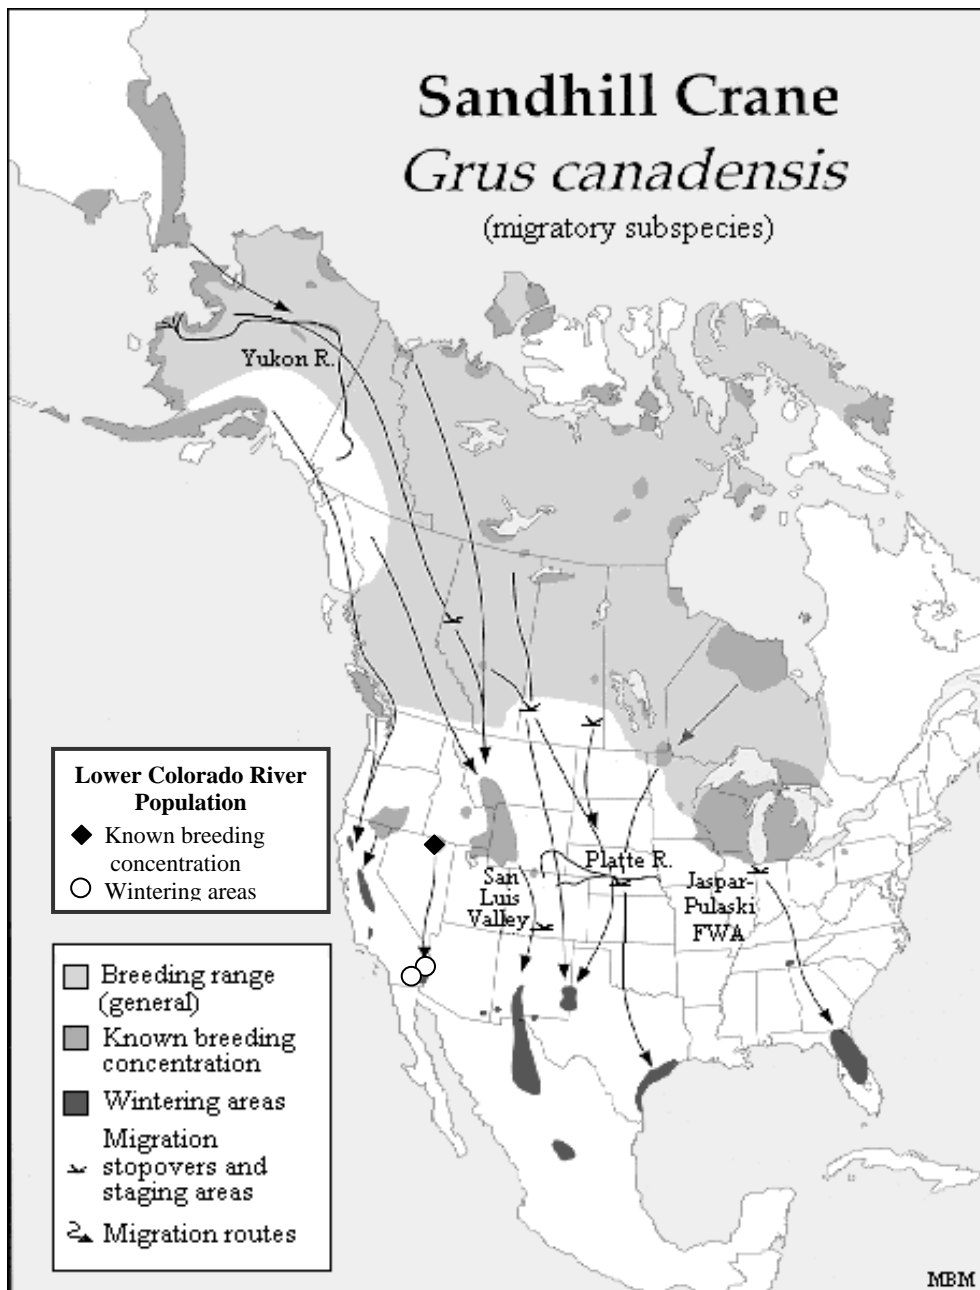 Sandhill Crane
Grus canadensis
(migratory subspecies)
Yukon R.
Lower Colorado River
Population
Known breeding
concentration
Wintering areas
Platte R.
San
Luis
Valley
Jaspar-
Pulaski
FWA
Breeding range
(general)
Known breeding
concentration
Wintering areas
Migration
stopovers and
staging areas
Migration routes
MBM